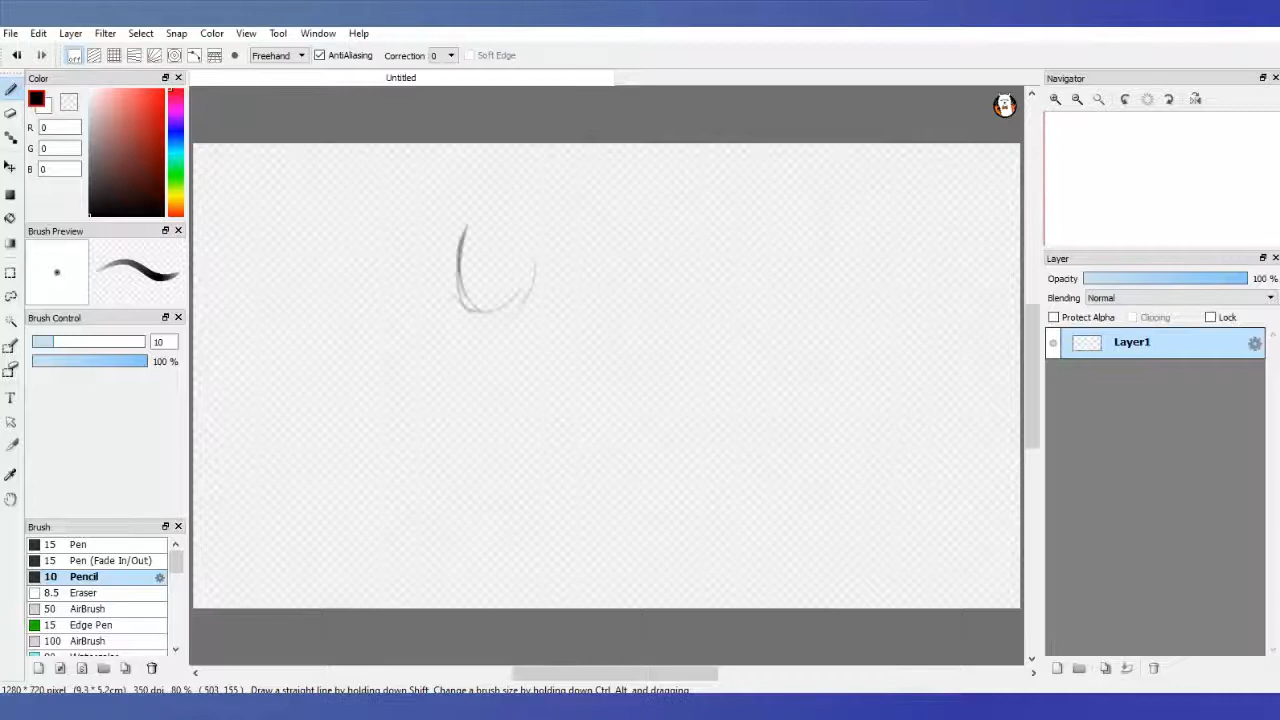 File Edit Layer Filter Select Snap Color View Tool Window Help
off Freehand AntiAliasing Correction 0 Soft Edge
Color Untitled Navigator
R 0
G 0
B 0
Brush Preview
Layer
Opacity 100 %
Blending Normal
Brush Control Protect Alpha Clipping Lock
10 Layer1
100 %
Brush
15 Pen
15 Pen (Fade In/Out)
10 Pencil
8.5 Eraser
50 AirBrush
15 Edge Pen
100 AirBrush
1280 * 720 pixel (9.3 * 5.2cm) 350 dpi 80 % ( 503, 155 ) Draw a straight line by holding down Shift, Change a brush size by holding down Ctrl, Alt, and dragging